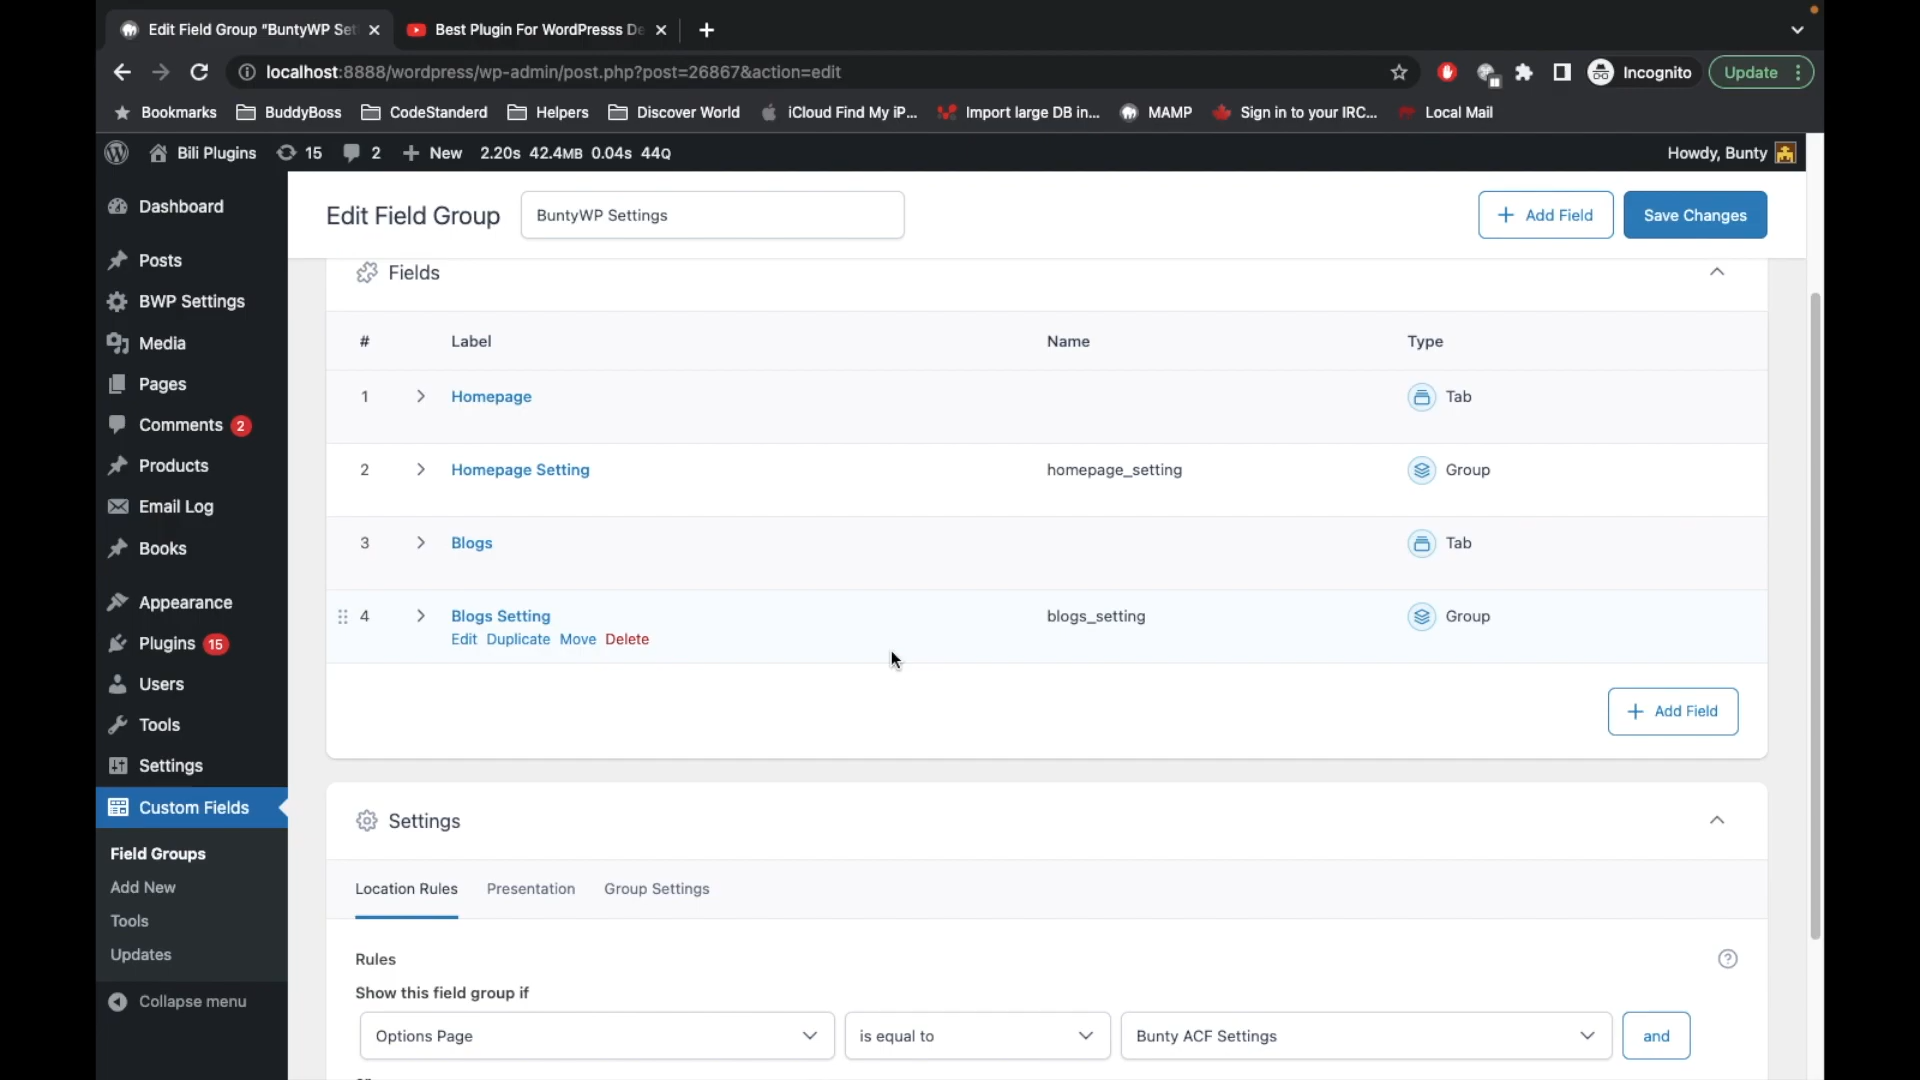 Edit Field Group "BuntyWP Set
Best Plugin For WordPresss De
localhost:8888/wordpress/wp-admin/post.php?post=26867&action=edit
Incognito
Update
Bookmarks
BuddyBoss
CodeStanderd
Helpers
Discover World
iCloud Find My iP...
Import large DB in...
MAMP
Sign in to your IRC...
Local Mail
Bili Plugins
15
2
New
2.20s 42.4MB 0.04s 44Q
Howdy, Bunty
Dashboard
Posts
BWP Settings
Media
Pages
Comments 2
Products
Email Log
Books
Appearance
Plugins 15
Users
Tools
Settings
Custom Fields
Field Groups
Add New
Tools
Updates
Collapse menu
Edit Field Group
BuntyWP Settings
+ Add Field
Save Changes
Fields
# Label Name Type
1 Homepage Tab
2 Homepage Setting homepage_setting Group
3 Blogs Tab
4 Blogs Setting blogs_setting Group
Edit Duplicate Move Delete
+ Add Field
Settings
Location Rules Presentation Group Settings
Rules
Show this field group if
Options Page is equal to Bunty ACF Settings and